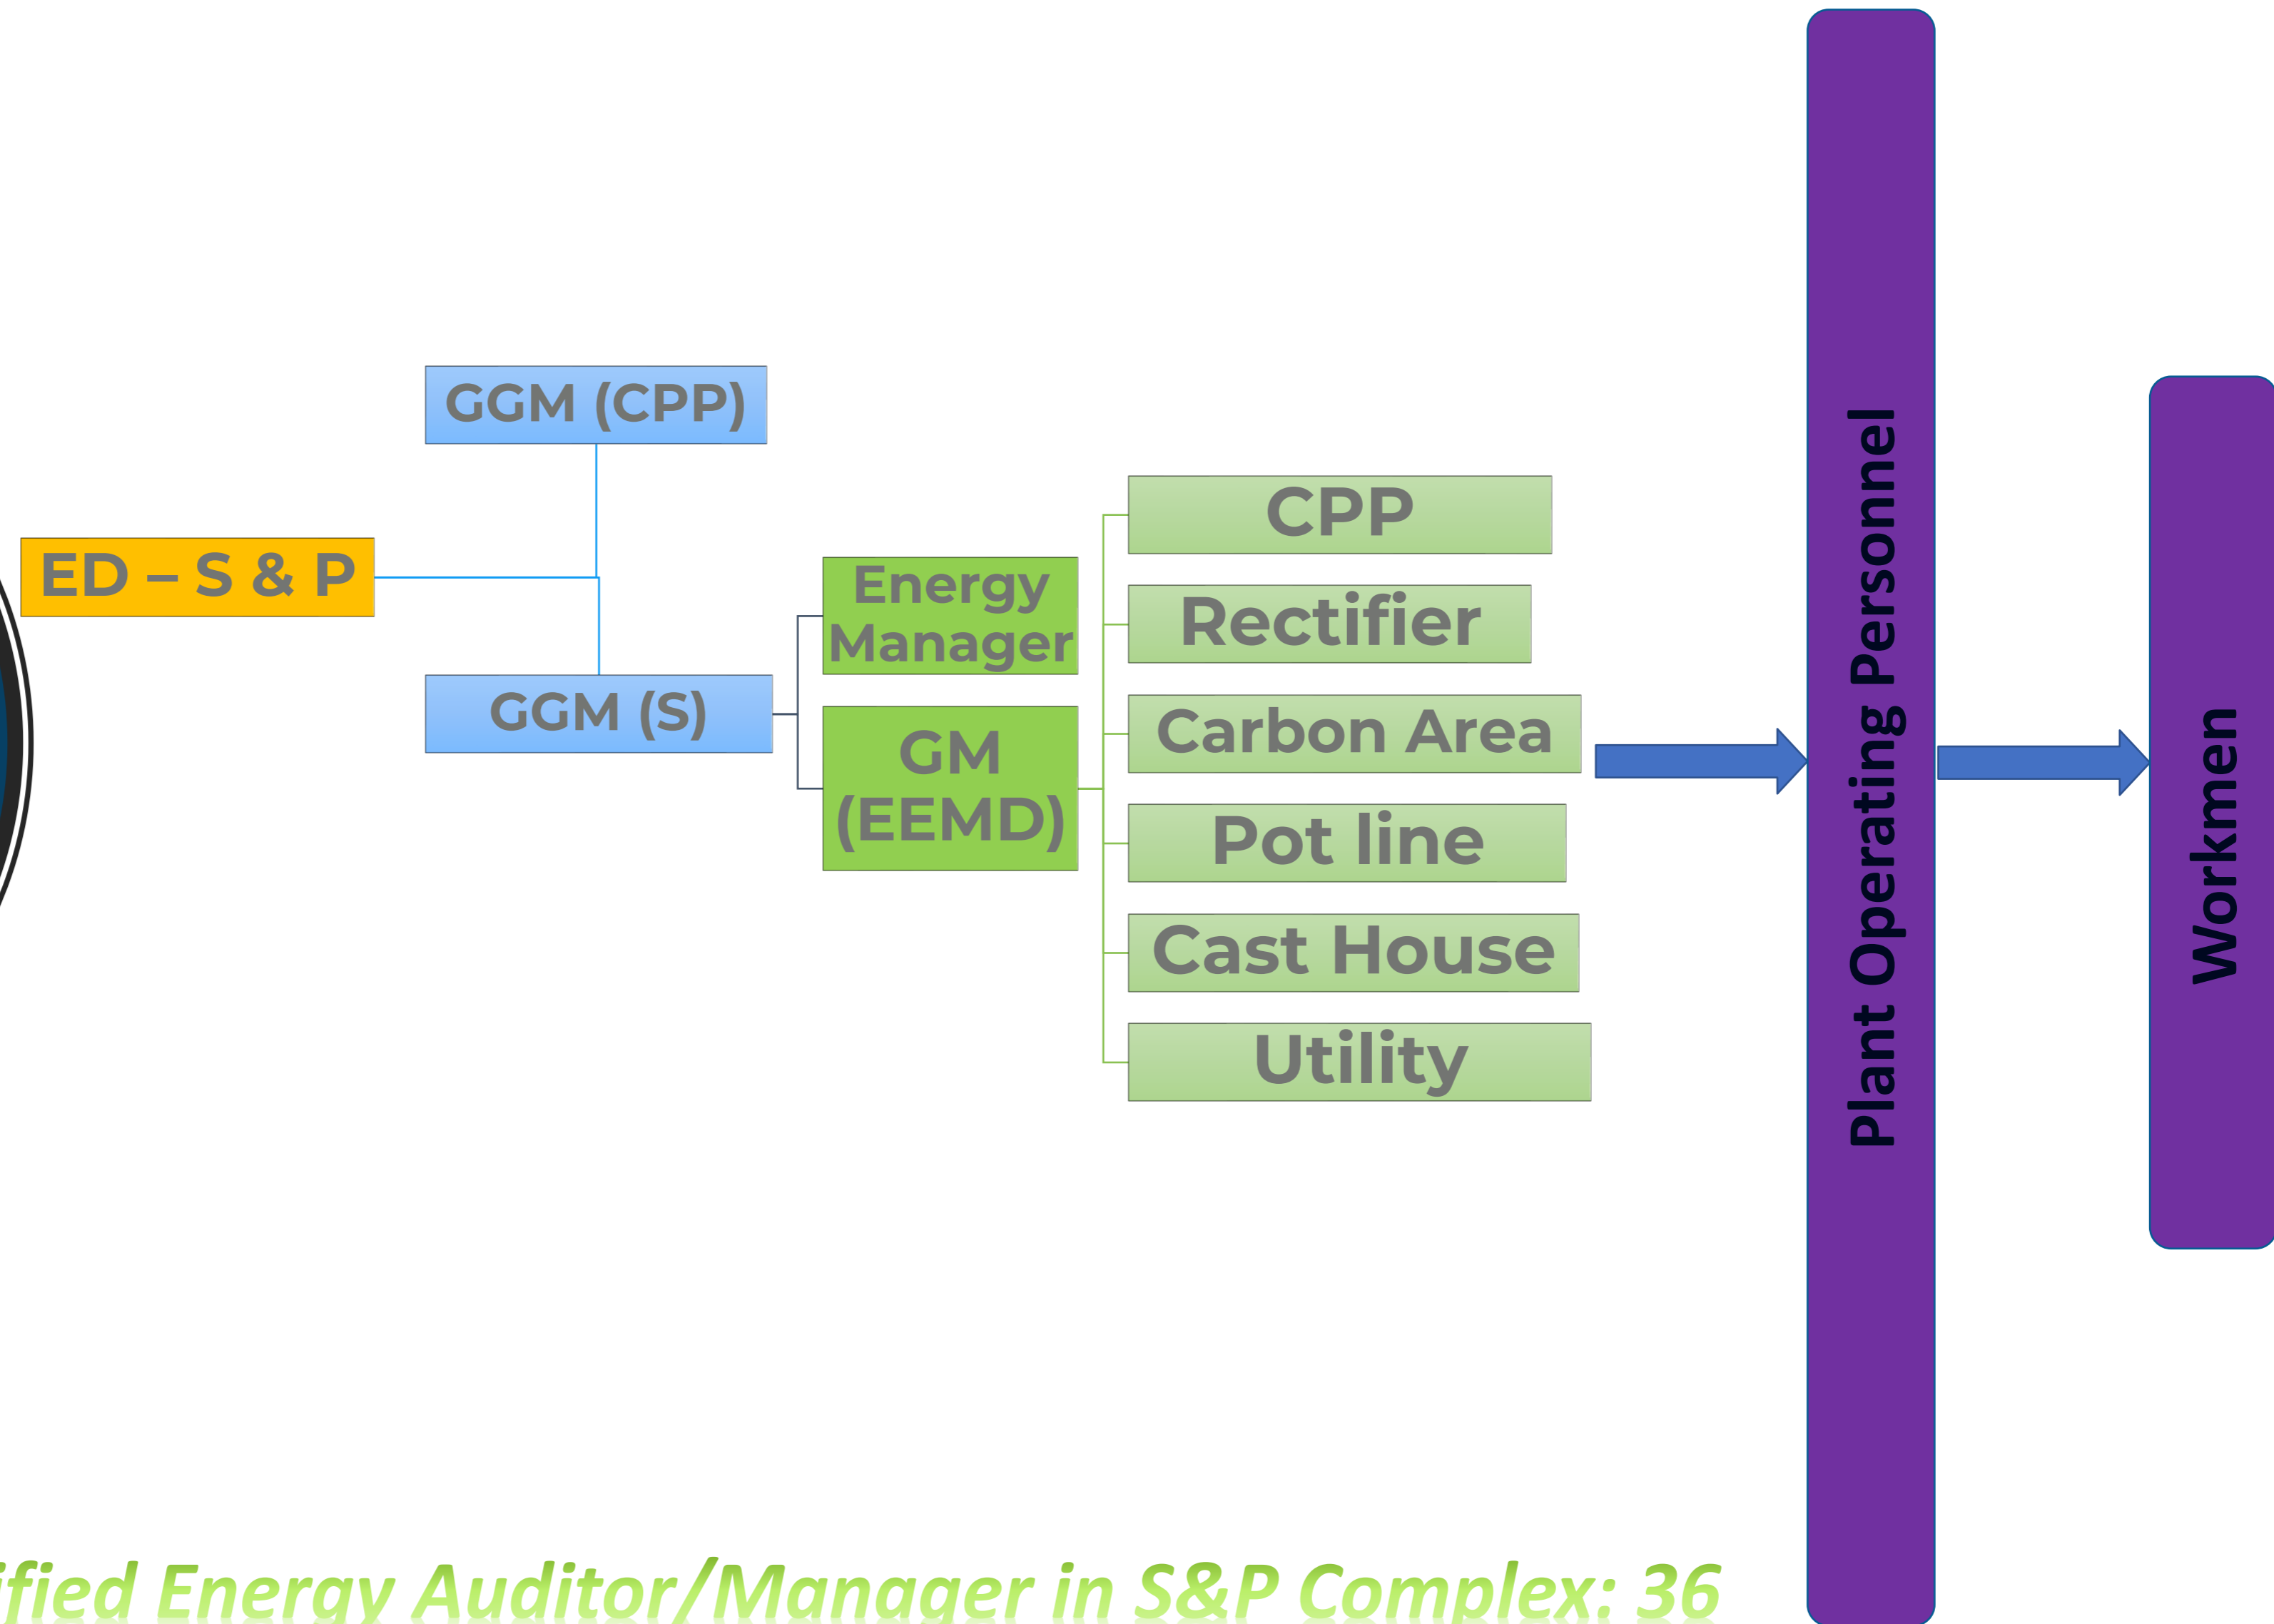 GGM (CPP)
ED – S & P
GGM (S)
Energy
Manager
GM
(EEMD)
CPP
Rectifier
Carbon Area
Pot line
Cast House
Utility
Plant Operating Personnel
Workmen
Energy Auditor/Manager in S&P Complex: 36